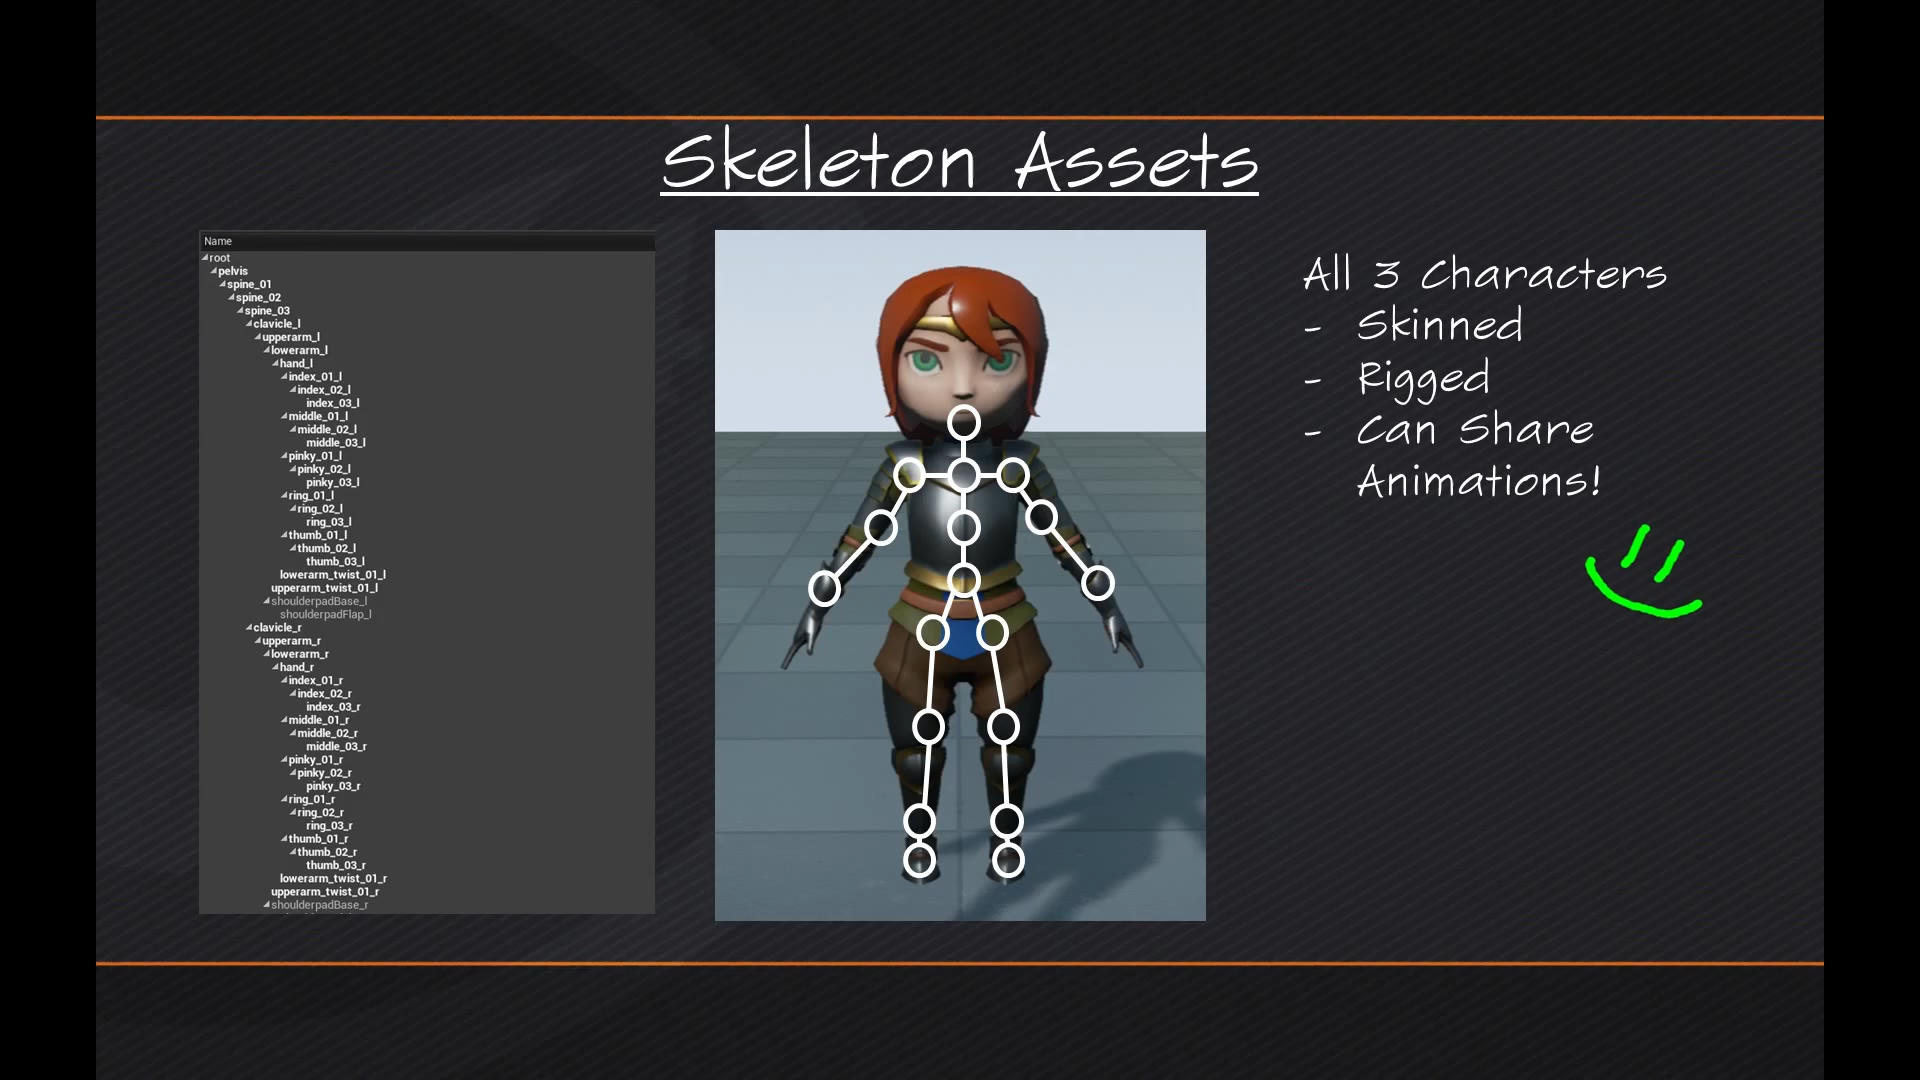 Skeleton Assets
Name
root
pelvis
spine_01
spine_02
spine_03
clavicle_l
upperarm_l
lowerarm_l
hand_l
index_01_l
index_02_l
index_03_l
middle_01_l
middle_02_l
middle_03_l
pinky_01_l
pinky_02_l
pinky_03_l
ring_01_l
ring_02_l
ring_03_l
thumb_01_l
thumb_02_l
thumb_03_l
lowerarm_twist_01_l
upperarm_twist_01_l
shoulderpadBase_l
shoulderpadFlap_l
clavicle_r
upperarm_r
lowerarm_r
hand_r
index_01_r
index_02_r
index_03_r
middle_01_r
middle_02_r
middle_03_r
pinky_01_r
pinky_02_r
pinky_03_r
ring_01_r
ring_02_r
ring_03_r
thumb_01_r
thumb_02_r
thumb_03_r
lowerarm_twist_01_r
upperarm_twist_01_r
shoulderpadBase_r
All 3 Characters
- Skinned
- Rigged
- Can Share
Animations!